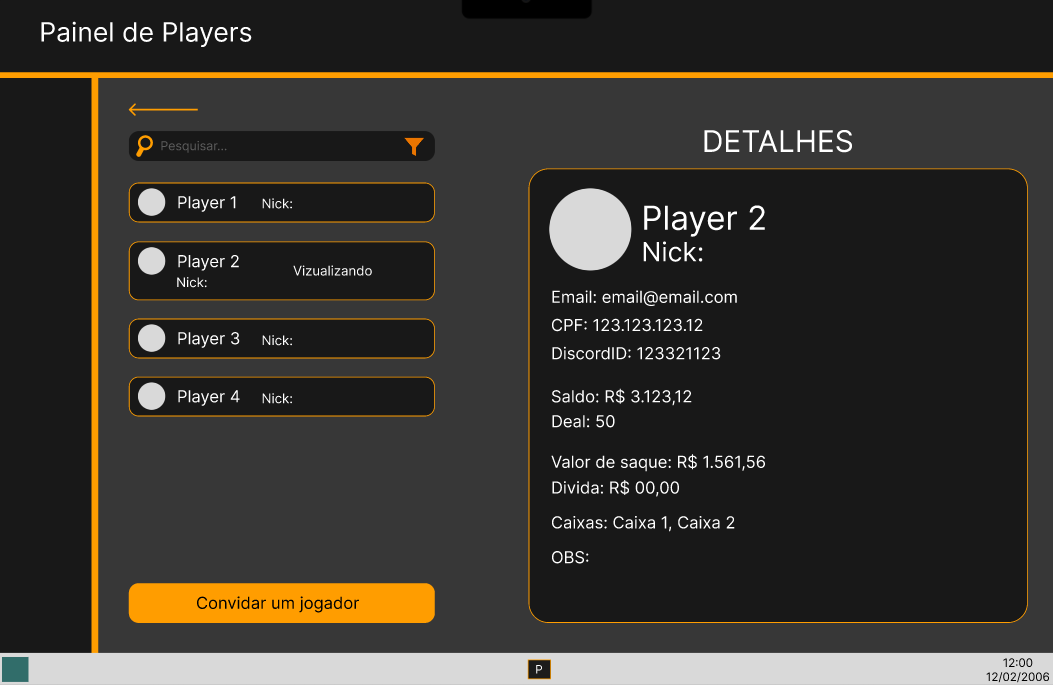 Painel de Players
Pesquisar...
Player 1 Nick:
Player 2
Nick:
Vizualizando
Player 3 Nick:
Player 4 Nick:
Convidar um jogador
DETALHES
Player 2
Nick:
Email: email@email.com
CPF: 123.123.123.12
DiscordID: 123321123
Saldo: R$ 3.123,12
Deal: 50
Valor de saque: R$ 1.561,56
Divida: R$ 00,00
Caixas: Caixa 1, Caixa 2
OBS:
P
12:00
12/02/2006